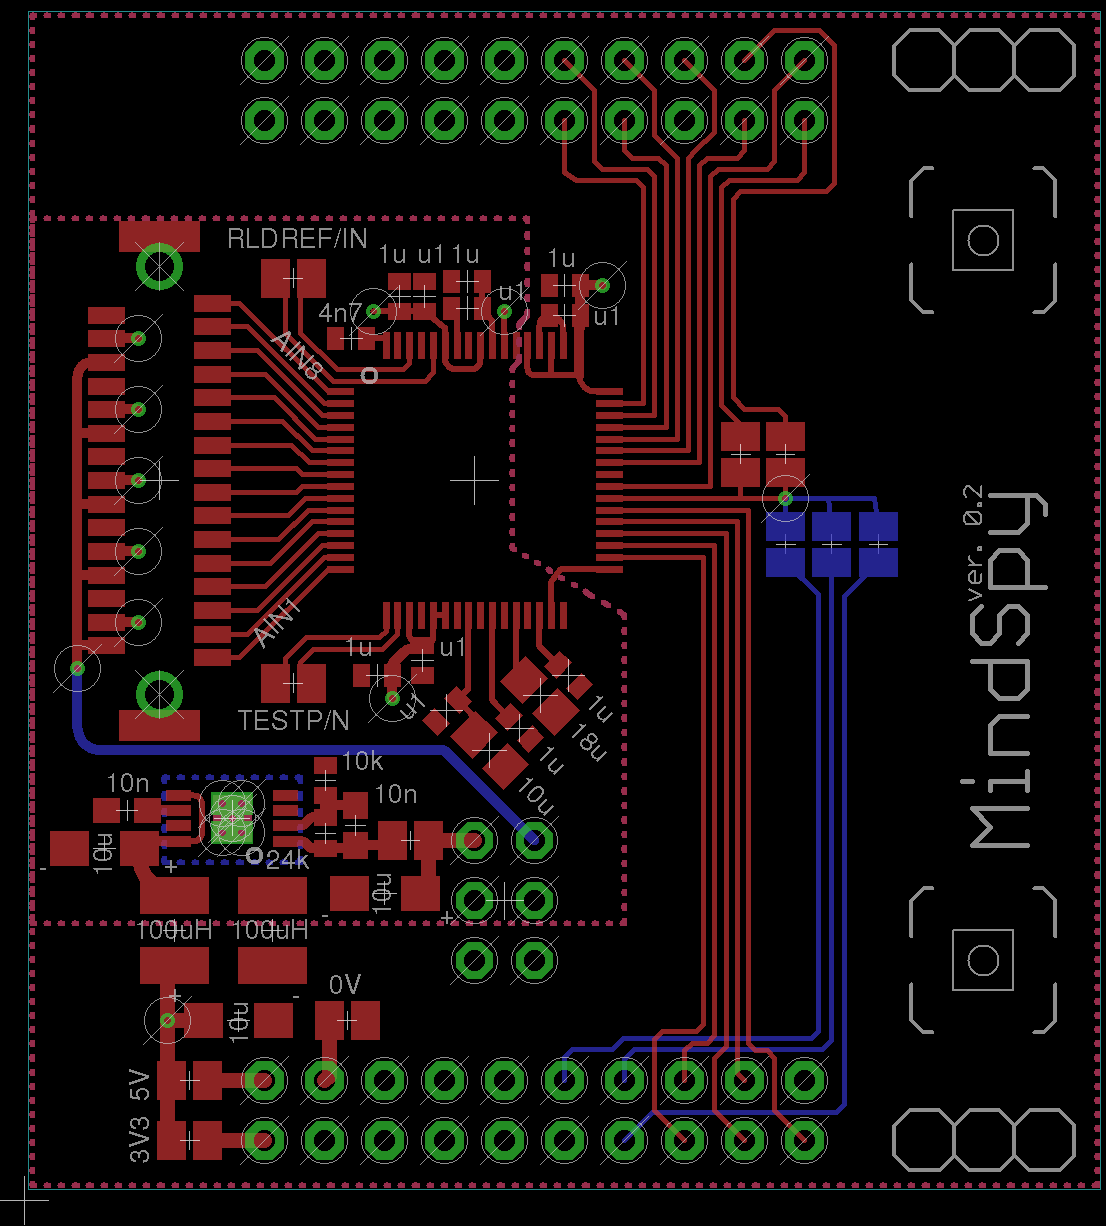 RLDREF/IN
1u
u1
1u
1u
4n7
u1
u1
AIN8
AIN1
1u
u1
u1
TESTP/N
1u
18u
1u
10u
10n
10k
10n
10u
+
-
24k
10u
-
+
100uH
100uH
+
-
10u
0V
5V
3V3
MindSpy
ver. 0.2